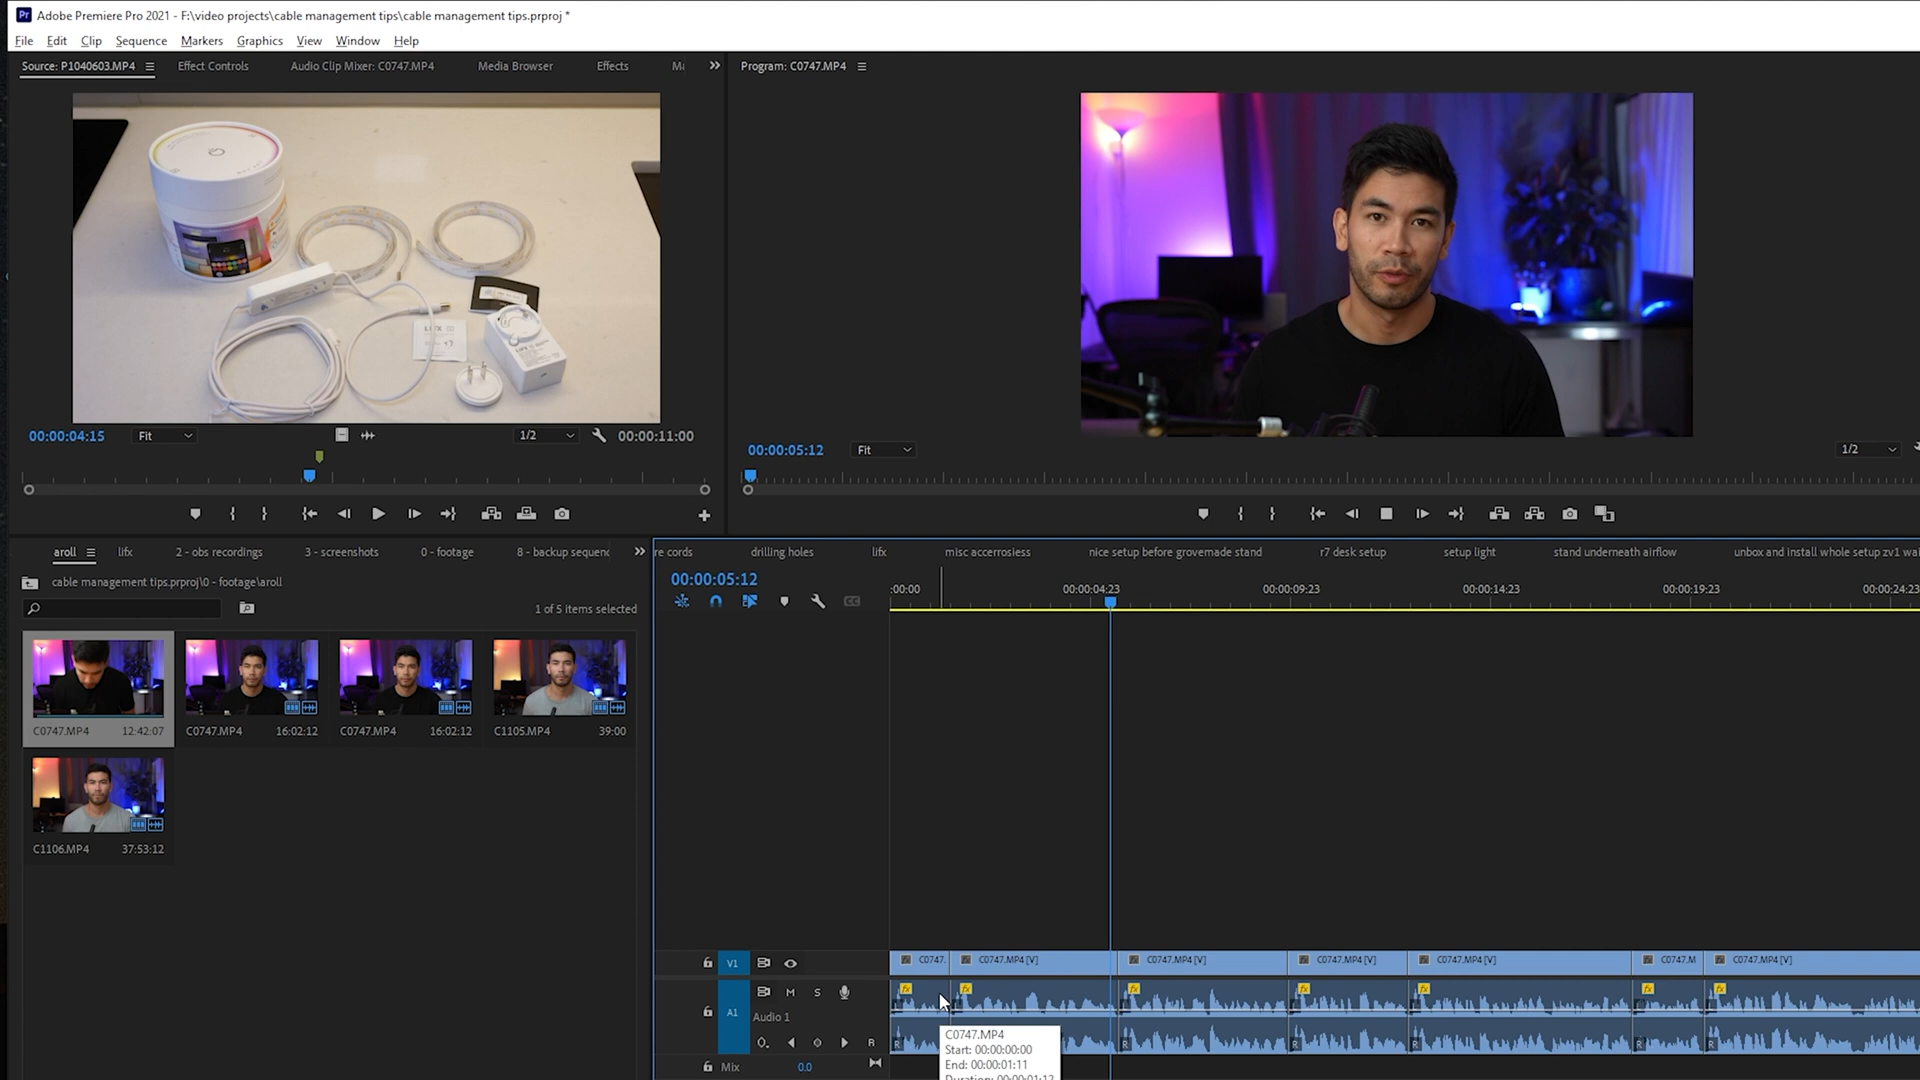 Adobe Premiere Pro 2021 - F:\video projects\cable management tips\cable management tips.prproj *
File Edit Clip Sequence Markers Graphics View Window Help
Source: P1040603.MP4 Effect Controls Audio Clip Mixer: C0747.MP4 Media Browser Effects
Program: C0747.MP4
00:00:04:15 Fit 1/2 00:00:11:00
00:00:05:12 Fit 1/2
aroll lifx 2 - obs recordings 3 - screenshots 0 - footage 8 - backup sequenc
cable management tips.prproj\0 - footage\aroll
1 of 5 items selected
C0747.MP4 12:42:07
C0747.MP4 16:02:12
C0747.MP4 16:02:12
C1105.MP4 39:00
C1106.MP4 37:53:12
re cords drilling holes lifx misc accerrosiess nice setup before grovemade stand r7 desk setup setup light stand underneath airflow unbox and install whole setup zv1 wai
00:00:05:12
:00:00 00:00:04:23 00:00:09:23 00:00:14:23 00:00:19:23 00:00:24:23
V1 C0747. C0747.MP4 [V] C0747.MP4 [V] C0747.MP4 [V] C0747.MP4 [V] C0747.M C0747.MP4 [V]
M S
A1 Audio 1
R
Mix 0.0
C0747.MP4
Start: 00:00:00:00
End: 00:00:01:11
Duration: 00:00:01:12